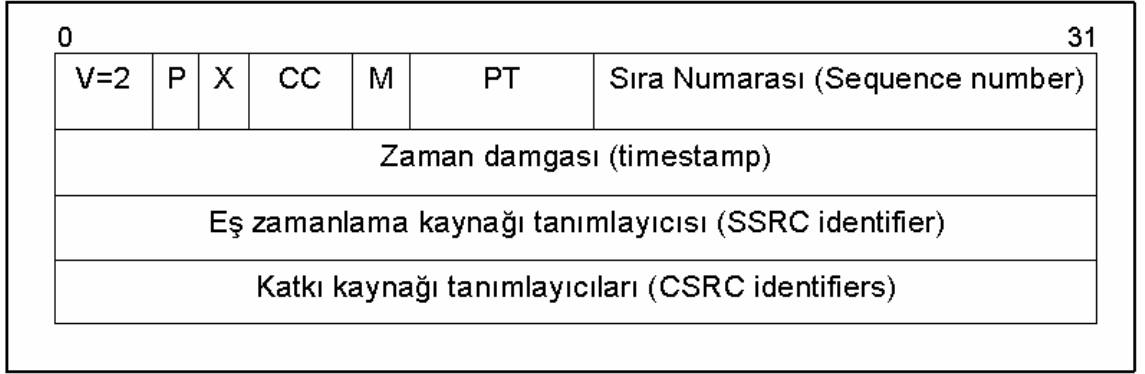 0 31
V=2 P X CC M PT Sıra Numarası (Sequence number)
Zaman damgası (timestamp)
Eş zamanlama kaynağı tanımlayıcısı (SSRC identifier)
Katkı kaynağı tanımlayıcıları (CSRC identifiers)